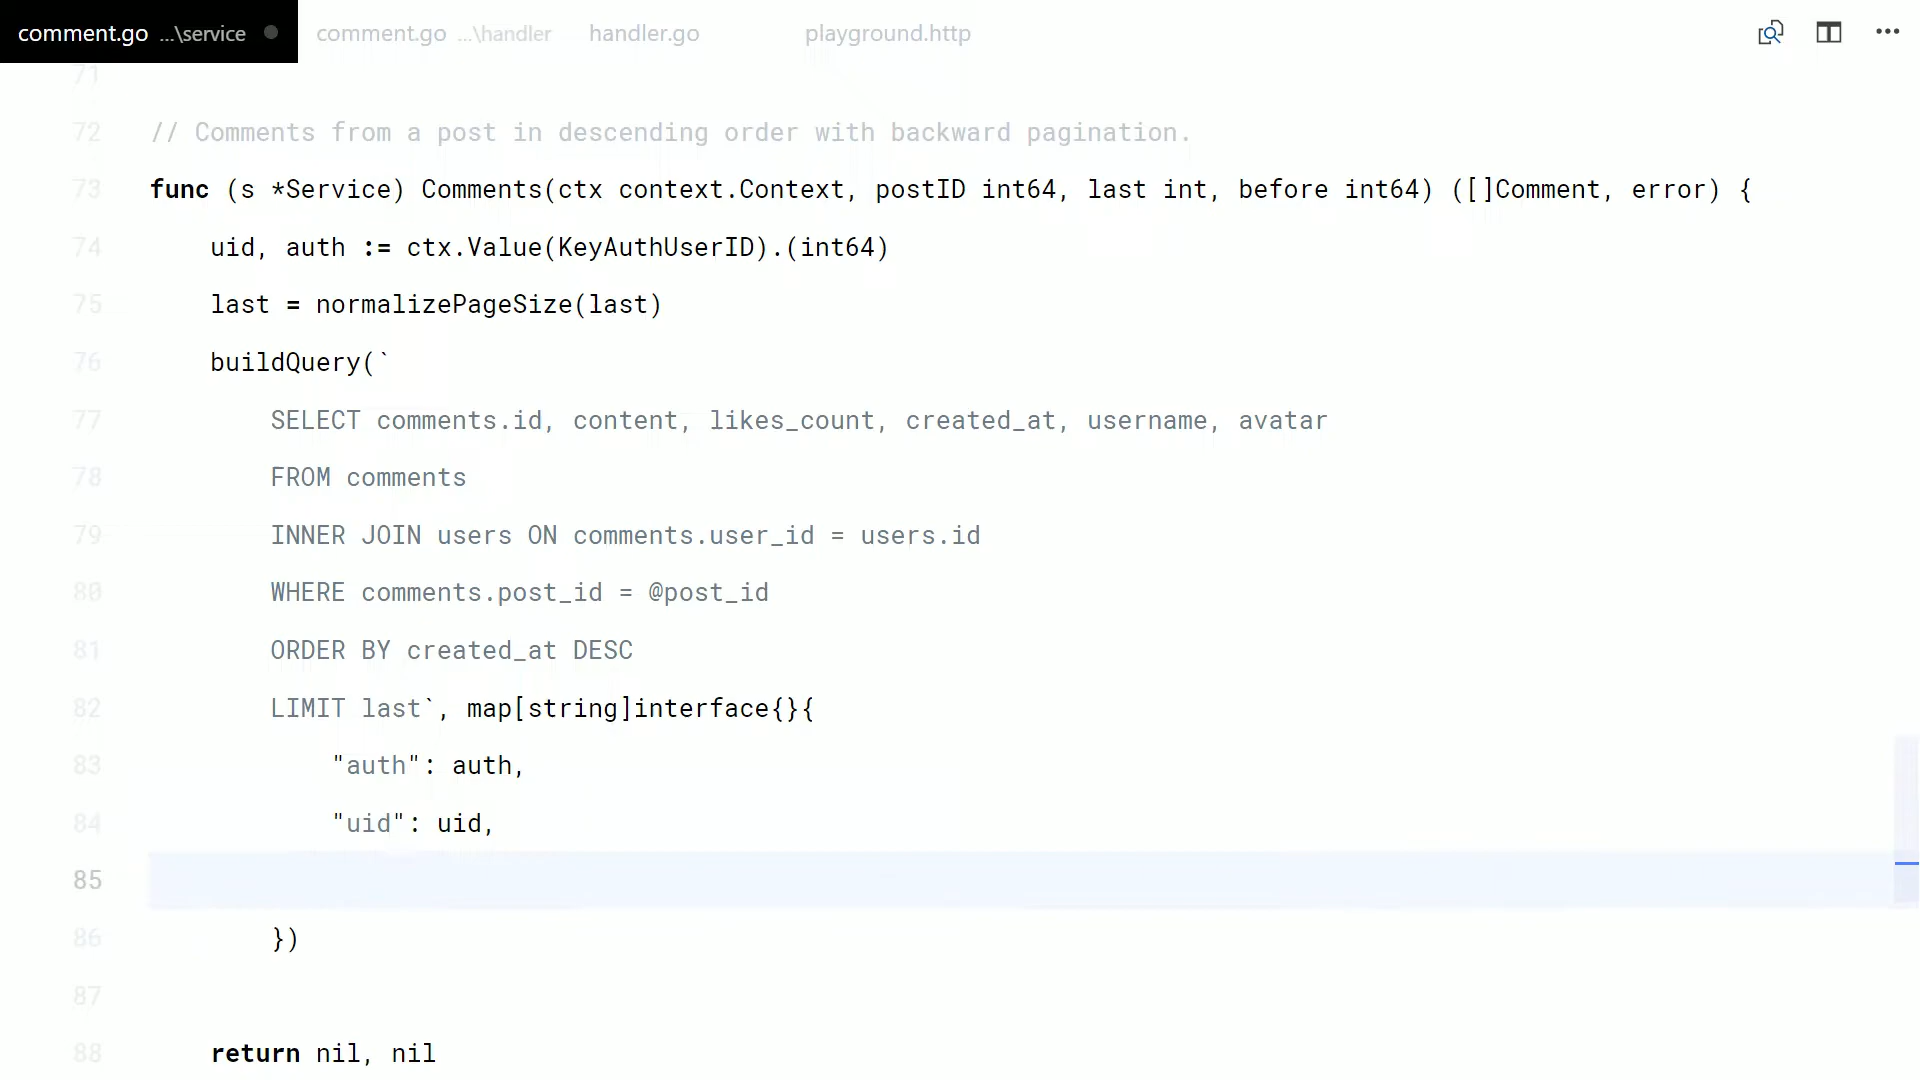 comment.go ...\service comment.go ...\handler handler.go playground.http
71
72 // Comments from a post in descending order with backward pagination.
73 func (s *Service) Comments(ctx context.Context, postID int64, last int, before int64) ([]Comment, error) {
74 uid, auth := ctx.Value(KeyAuthUserID).(int64)
75 last = normalizePageSize(last)
76 buildQuery(`
77 SELECT comments.id, content, likes_count, created_at, username, avatar
78 FROM comments
79 INNER JOIN users ON comments.user_id = users.id
80 WHERE comments.post_id = @post_id
81 ORDER BY created_at DESC
82 LIMIT last`, map[string]interface{}{
83 "auth": auth,
84 "uid": uid,
85
86 })
87
88 return nil, nil